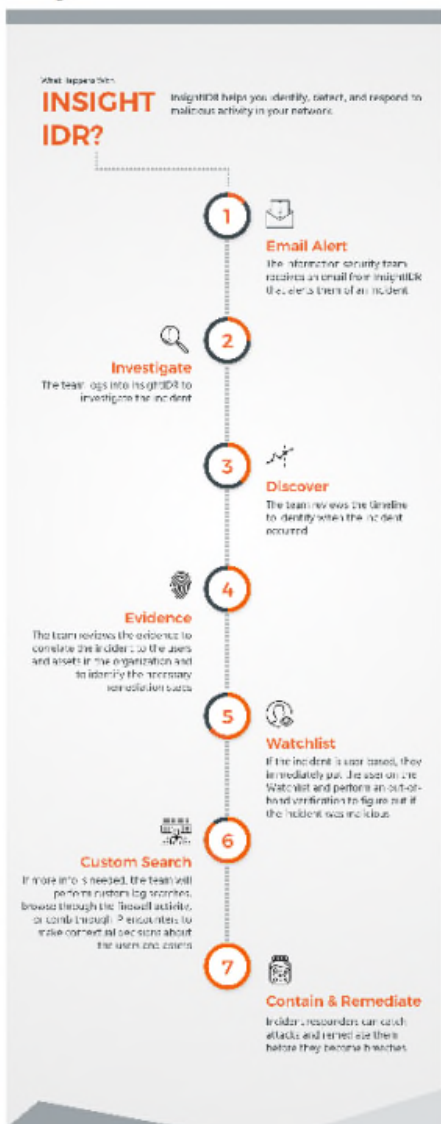 What Happens With
INSIGHT
IDR?
InsightIDR helps you identify, detect, and respond to
malicious activity in your network.
1
Email Alert
The information security team
receives an email from InsightIDR
that alerts them of an incident
2
Investigate
The team logs into InsightIDR to
investigate the incident
3
Discover
The team reviews the timeline
to identify when the incident
occurred
4
Evidence
The team reviews the evidence to
correlate the incident to the users
and assets in the organization and
to identify the necessary
remediation steps
5
Watchlist
If the incident is user based, they
immediately put the user on the
Watchlist and perform an out-of-
band verification to figure out if
the incident was malicious
6
Custom Search
If more info is needed, the team will
perform custom log searches,
browse through the firewall activity,
or comb through IP encounters to
make contextual decisions about
the users and assets
7
Contain & Remediate
Incident responders can catch
attacks and remediate them
before they become breaches